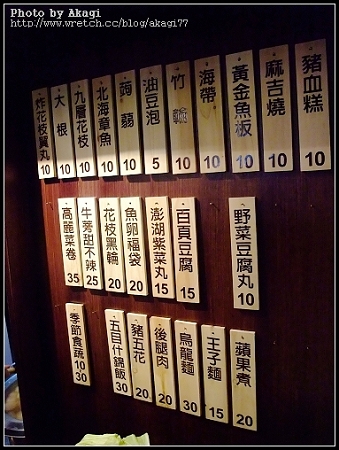 Photo by Akagi
http://www.wretch.cc/blog/akagi77
豬血糕 10
麻吉燒 10
黃金魚板 10
海帶 10
竹輪 10
油豆泡 5
蒟蒻 10
北海章魚 10
九層花枝 10
大根 10
炸花枝翼丸 10
野菜豆腐丸 10
百頁豆腐 15
澎湖紫菜丸 15
魚卵福袋 20
花枝黑輪 20
牛蒡甜不辣 25
高麗菜卷 35
蘋果煮 20
王子麵 15
烏龍麵 30
後腿肉 20
豬五花 20
五目什錦飯 30
季節食蔬 10 30